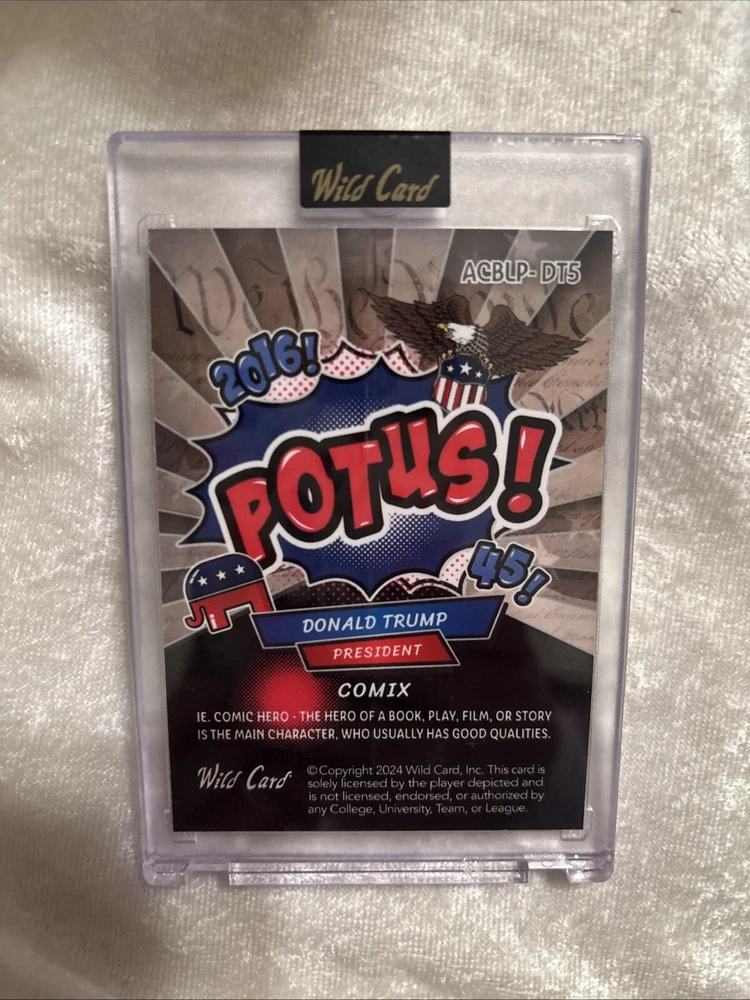 Wild Card
ACBLP- DT5
We the
2016!
POTUS!
45!
DONALD TRUMP
PRESIDENT
COMIX
IE. COMIC HERO - THE HERO OF A BOOK, PLAY, FILM, OR STORY
IS THE MAIN CHARACTER, WHO USUALLY HAS GOOD QUALITIES.
Wild Card
©Copyright 2024 Wild Card, Inc. This card is
solely licensed by the player depicted and
is not licensed, endorsed, or authorized by
any College, University, Team, or League.